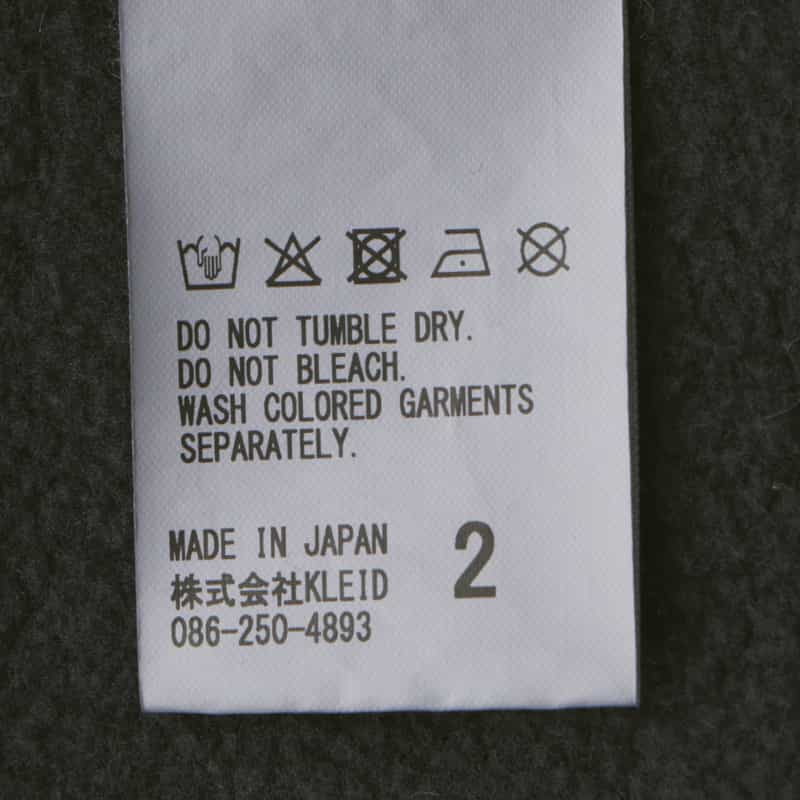 DO NOT TUMBLE DRY.
DO NOT BLEACH.
WASH COLORED GARMENTS
SEPARATELY.
MADE IN JAPAN
株式会社KLEID
086-250-4893
2